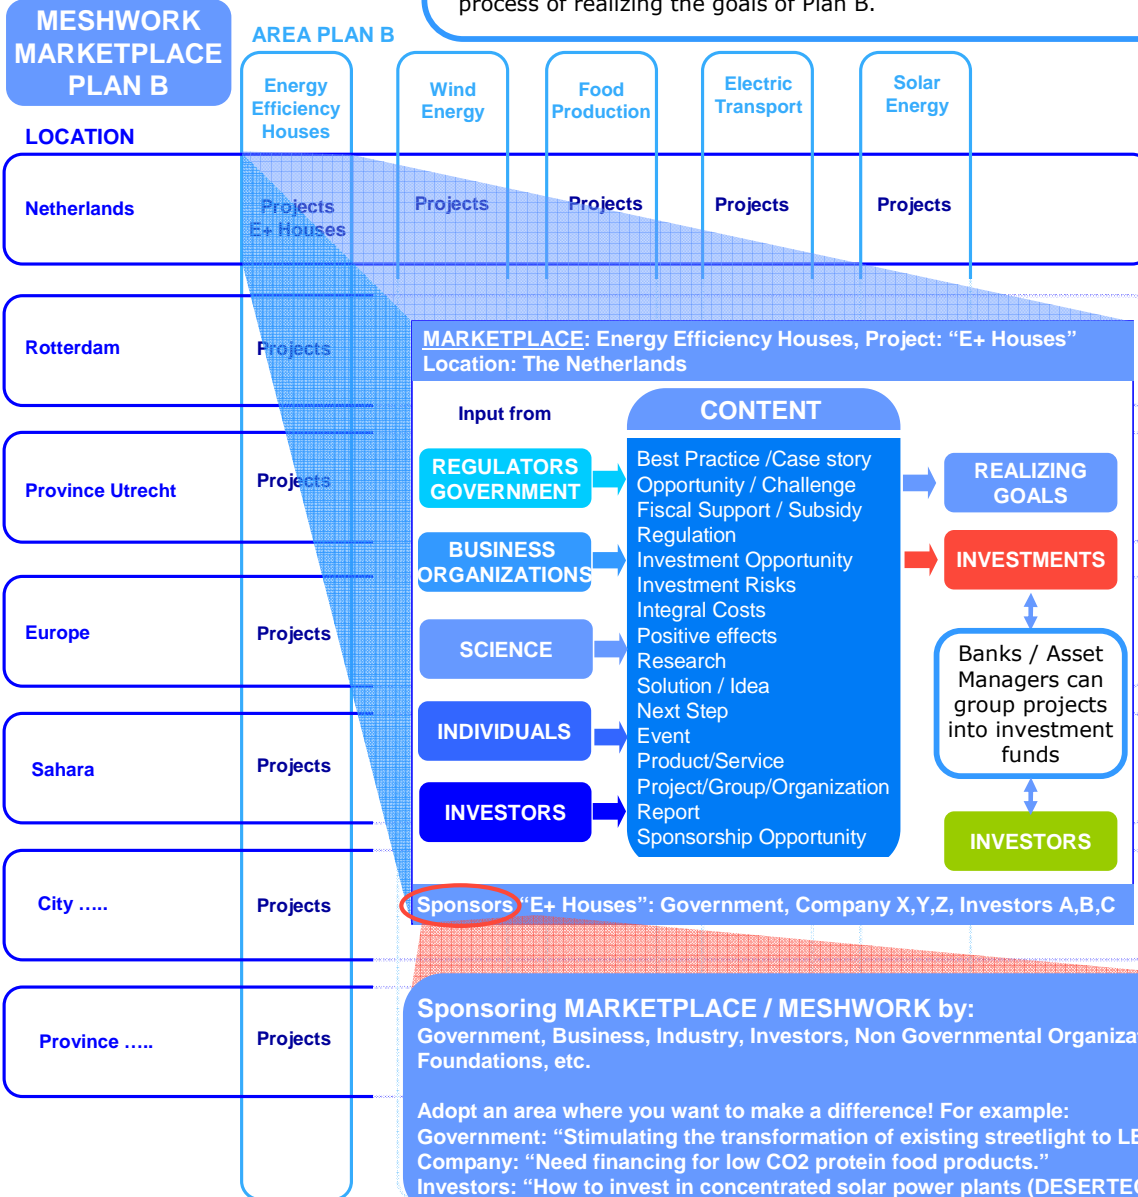 process of realizing the goals of Plan B.
MESHWORK
MARKETPLACE
PLAN B
AREA PLAN B
Energy
Efficiency
Houses
Wind
Energy
Food
Production
Electric
Transport
Solar
Energy
LOCATION
Netherlands
Projects
E+ Houses
Projects
Projects
Projects
Projects
Rotterdam
Projects
Province Utrecht
Projects
Europe
Projects
Sahara
Projects
City …..
Projects
Province …..
Projects
MARKETPLACE: Energy Efficiency Houses, Project: “E+ Houses”
Location: The Netherlands
Input from
REGULATORS
GOVERNMENT
BUSINESS
ORGANIZATIONS
SCIENCE
INDIVIDUALS
INVESTORS
CONTENT
Best Practice /Case story
Opportunity / Challenge
Fiscal Support / Subsidy
Regulation
Investment Opportunity
Investment Risks
Integral Costs
Positive effects
Research
Solution / Idea
Next Step
Event
Product/Service
Project/Group/Organization
Report
Sponsorship Opportunity
REALIZING
GOALS
INVESTMENTS
Banks / Asset
Managers can
group projects
into investment
funds
INVESTORS
Sponsors “E+ Houses”: Government, Company X,Y,Z, Investors A,B,C
Sponsoring MARKETPLACE / MESHWORK by:
Government, Business, Industry, Investors, Non Governmental Organiza
Foundations, etc.
Adopt an area where you want to make a difference! For example:
Government: “Stimulating the transformation of existing streetlight to LE
Company: “Need financing for low CO2 protein food products.”
Investors: “How to invest in concentrated solar power plants (DESERTEC